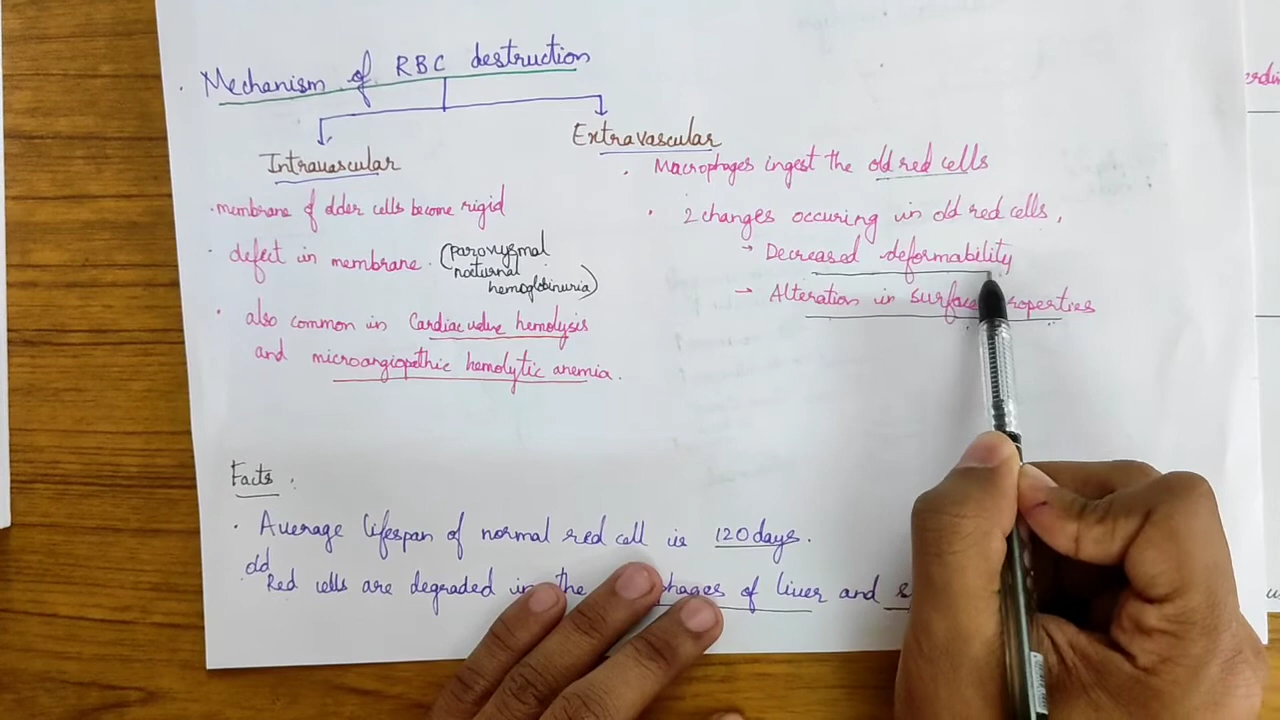 Mechanism of RBC destruction
Intravascular
membrane of older cells become rigid
defect in membrane. (paroxysmal
nocturnal
hemoglobinuria)
also common in Cardiac valve hemolysis
and microangiopathic hemolytic anemia.
Extravascular
Macrophages ingest the old red cells
2 changes occuring in old red cells,
→ Decreased deformability
→ Alteration in surface properties
Facts
Average lifespan of normal red cell is 120 days.
old
Red cells are degraded in the liver and